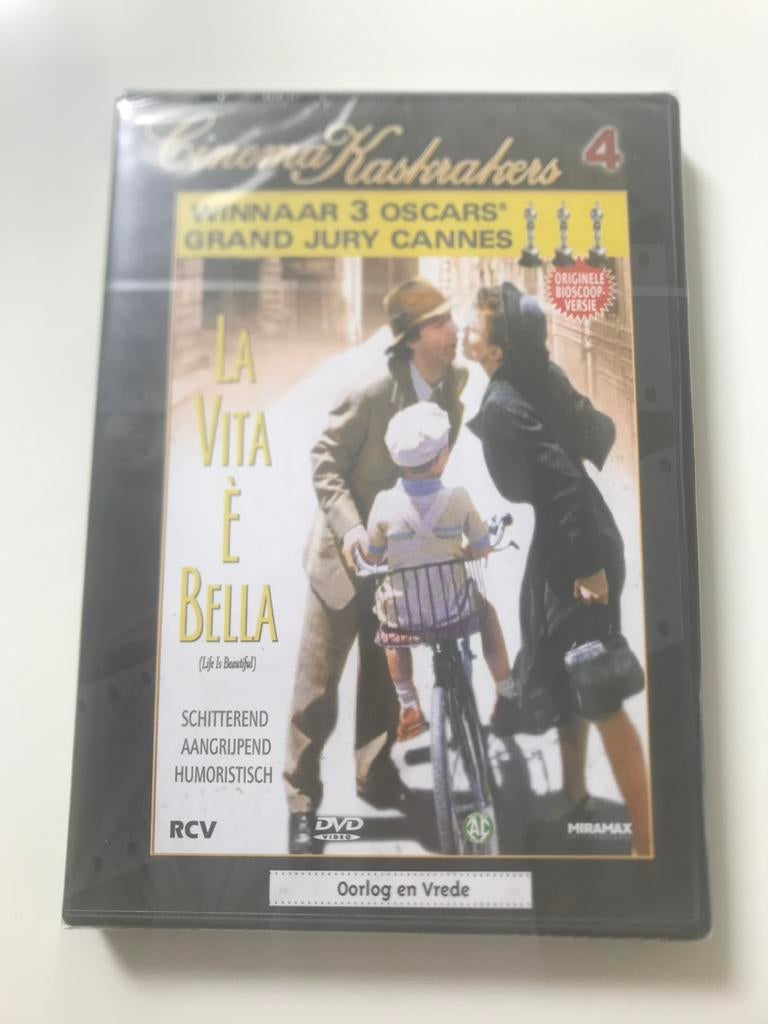 Cinema Kaskrakers 4
WINNAAR 3 OSCARS®
GRAND JURY CANNES
ORIGINELE
BIOSCOOP-
VERSIE
LA
VITA
È
BELLA
(Life Is Beautiful)
SCHITTEREND
AANGRIJPEND
HUMORISTISCH
RCV
DVD
VIDEO
AL
MIRAMAX
Oorlog en Vrede